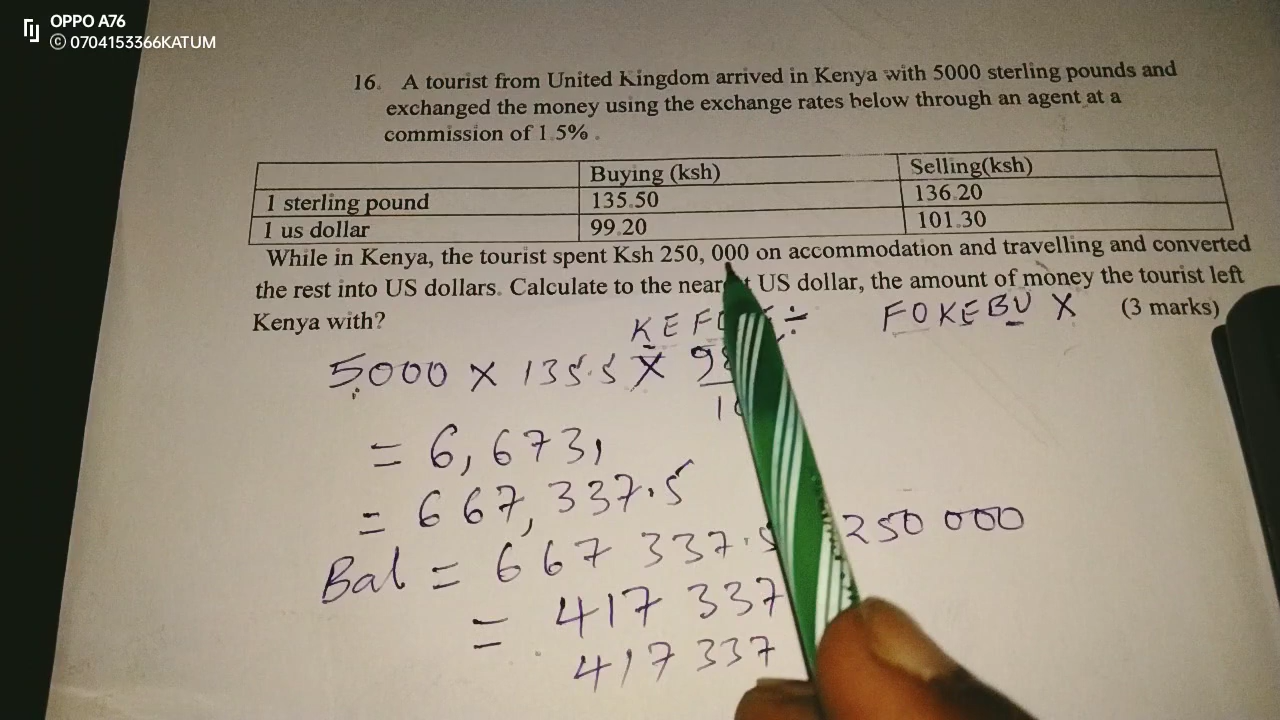 OPPO A76
© 0704153366KATUM
16. A tourist from United Kingdom arrived in Kenya with 5000 sterling pounds and
exchanged the money using the exchange rates below through an agent at a
commission of 1.5%.
Buying (ksh) Selling(ksh)
1 sterling pound 135.50 136.20
1 us dollar 99.20 101.30
While in Kenya, the tourist spent Ksh 250, 000 on accommodation and travelling and converted
the rest into US dollars. Calculate to the nearest US dollar, the amount of money the tourist left
Kenya with? (3 marks)
÷ FOKEBU X
5000 × 135.5 ×
= 6,673,
= 667,337.5
Bal = 667 337.5 250 000
= 417 337
417 337